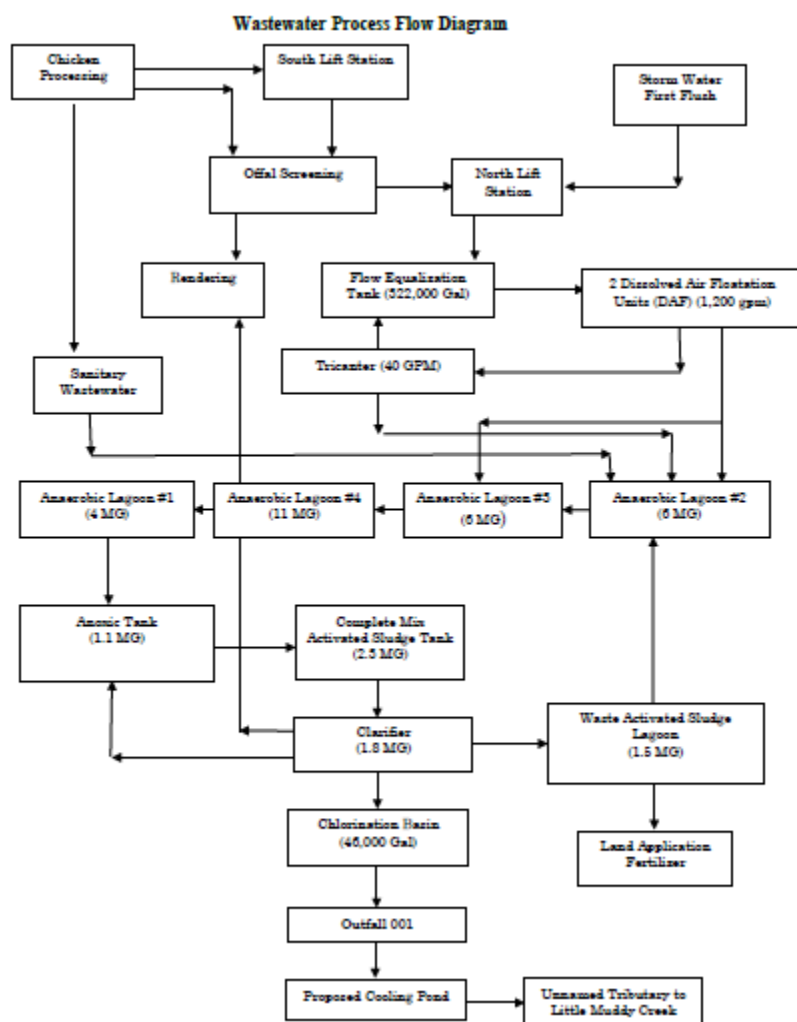 Wastewater Process Flow Diagram
Chicken
Processing
South Lift Station
Storm Water
First Flush
Offal Screening
North Lift
Station
Rendering
Flow Equalization
Tank (322,000 Gal)
2 Dissolved Air Floatation
Units (DAF) (1,200 gpm)
Tricanter (40 GPM)
Sanitary
Wastewater
Anaerobic Lagoon #1
(4 MG)
Anaerobic Lagoon #4
(11 MG)
Anaerobic Lagoon #3
(6 MG)
Anaerobic Lagoon #2
(6 MG)
Anoxic Tank
(1.1 MG)
Complete Mix
Activated Sludge Tank
(2.3 MG)
Clarifier
(1.8 MG)
Waste Activated Sludge
Lagoon
(1.5 MG)
Chlorination Basin
(46,000 Gal)
Land Application
Fertilizer
Outfall 001
Proposed Cooling Pond
Unnamed Tributary to
Little Muddy Creek